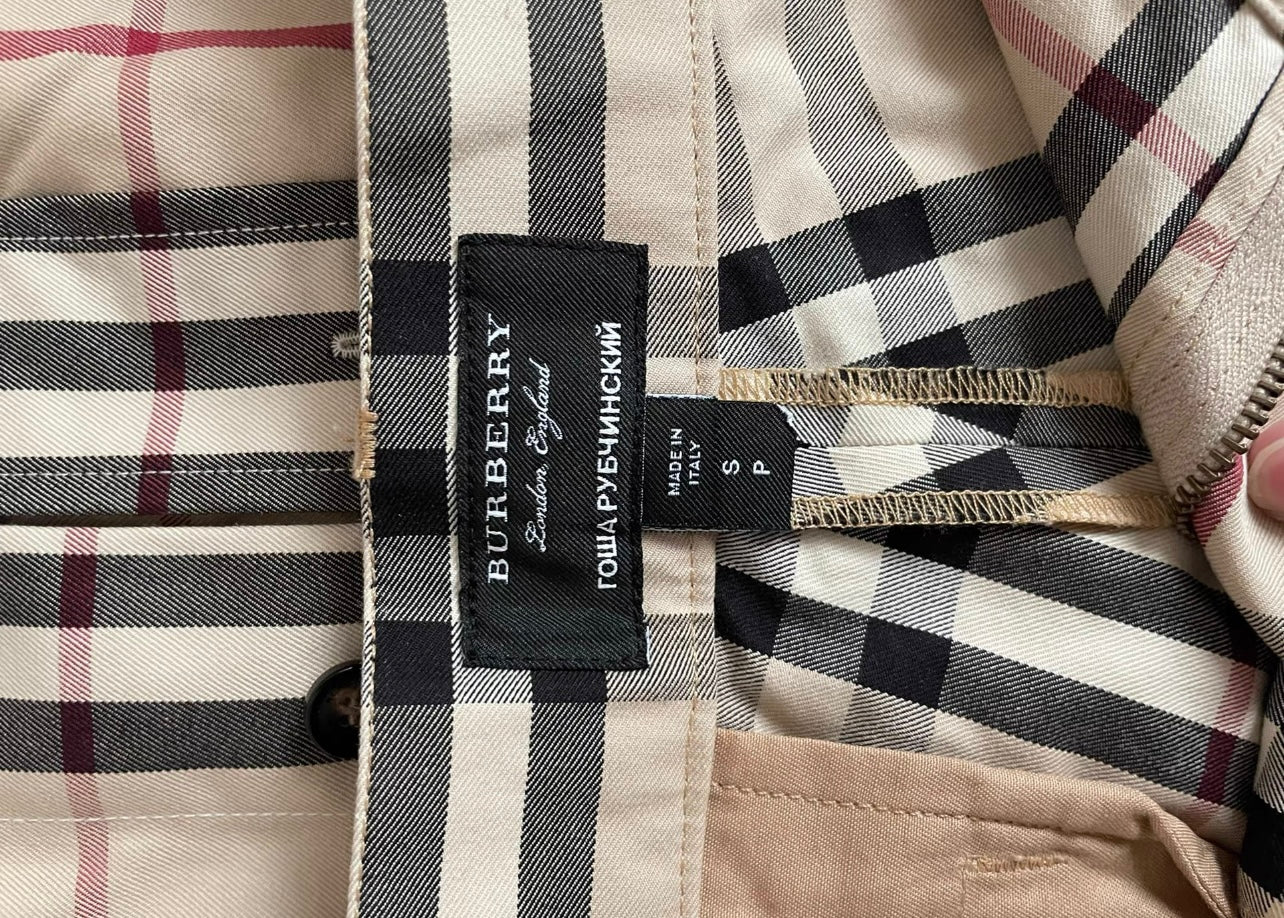 BURBERRY
London, England
ГОША РУБЧИНСКИЙ
MADE IN
ITALY
S
P